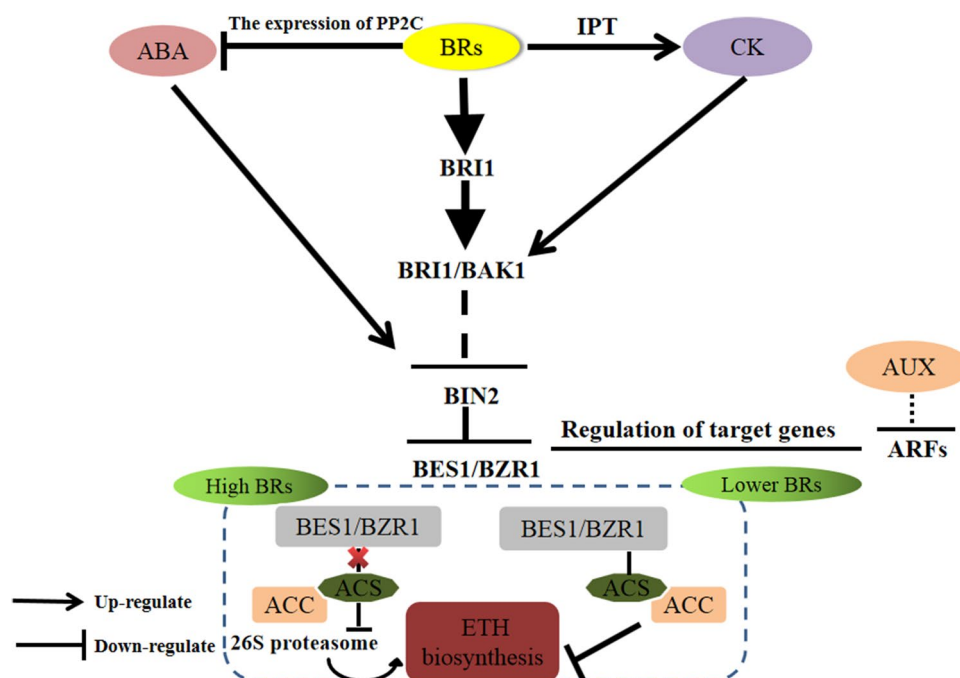 The expression of PP2C
ABA
BRs
IPT
CK
BRI1
BRI1/BAK1
AUX
BIN2
Regulation of target genes
ARFs
BES1/BZR1
High BRs
Lower BRs
BES1/BZR1
BES1/BZR1
ACS
ACC
ACS
ACC
Up-regulate
ETH
biosynthesis
26S proteasome
Down-regulate